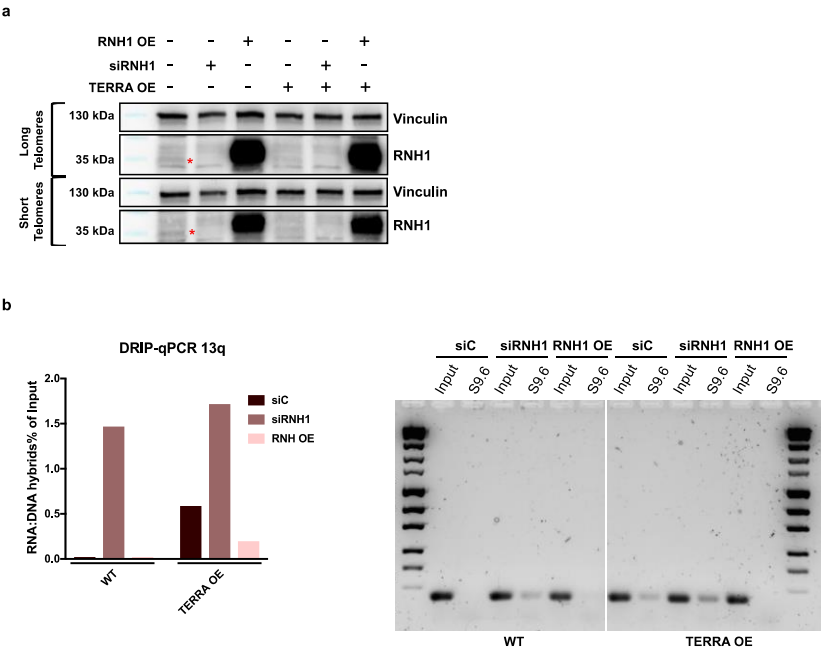 a
RNH1 OE - - + - - +
siRNH1 - + - - + -
TERRA OE - - - + + +
Long Telomeres
130 kDa Vinculin
35 kDa * RNH1
Short Telomeres
130 kDa Vinculin
35 kDa * RNH1
b
DRIP-qPCR 13q
RNA:DNA hybrids% of Input
2.0
1.5
1.0
0.5
0.0
siC
siRNH1
RNH OE
WT
TERRA OE
siC siRNH1 RNH1 OE siC siRNH1 RNH1 OE
Input S9.6 Input S9.6 Input S9.6 Input S9.6 Input S9.6 Input S9.6
WT TERRA OE